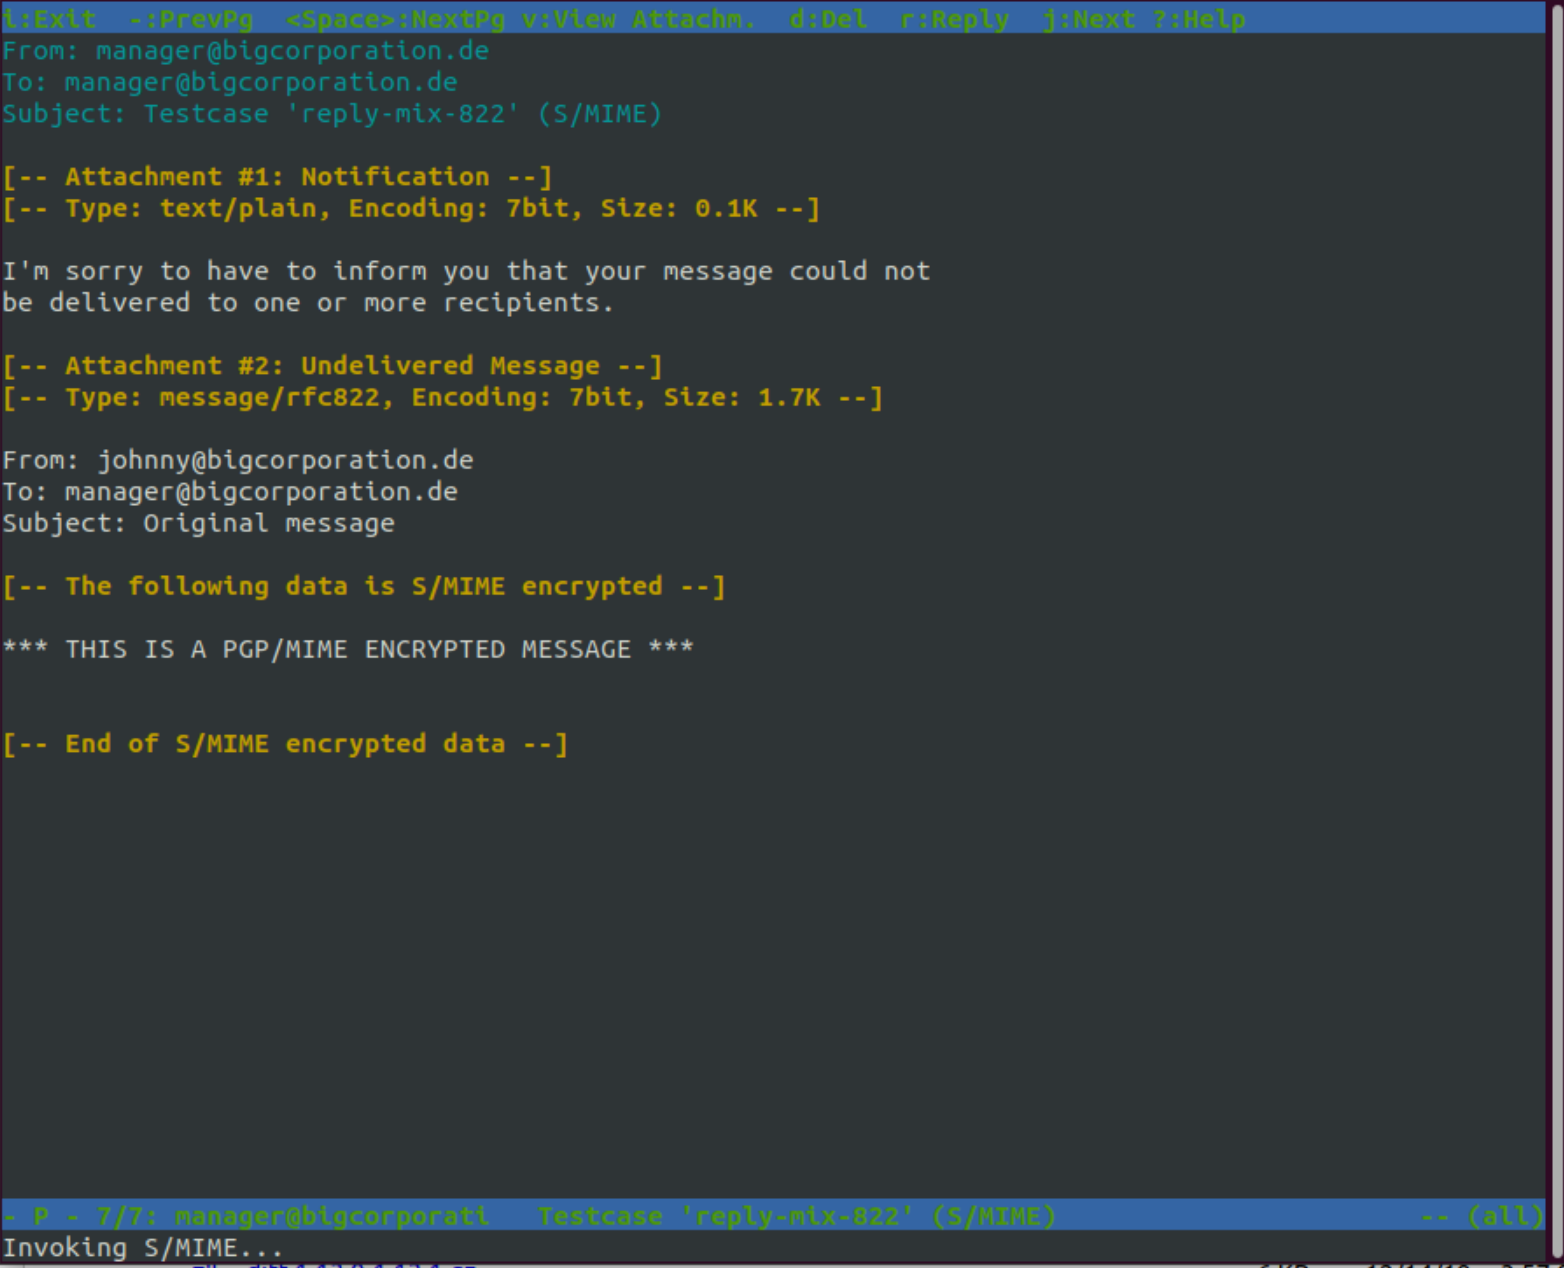 i:Exit  -:PrevPg  <Space>:NextPg v:View Attachm.  d:Del  r:Reply  j:Next ?:Help
From: manager@bigcorporation.de
To: manager@bigcorporation.de
Subject: Testcase 'reply-mix-822' (S/MIME)
[-- Attachment #1: Notification --]
[-- Type: text/plain, Encoding: 7bit, Size: 0.1K --]
I'm sorry to have to inform you that your message could not
be delivered to one or more recipients.
[-- Attachment #2: Undelivered Message --]
[-- Type: message/rfc822, Encoding: 7bit, Size: 1.7K --]
From: johnny@bigcorporation.de
To: manager@bigcorporation.de
Subject: Original message
[-- The following data is S/MIME encrypted --]
*** THIS IS A PGP/MIME ENCRYPTED MESSAGE ***
[-- End of S/MIME encrypted data --]
- P - 7/7: manager@bigcorporati   Testcase 'reply-mix-822' (S/MIME)   -- (all)
Invoking S/MIME...